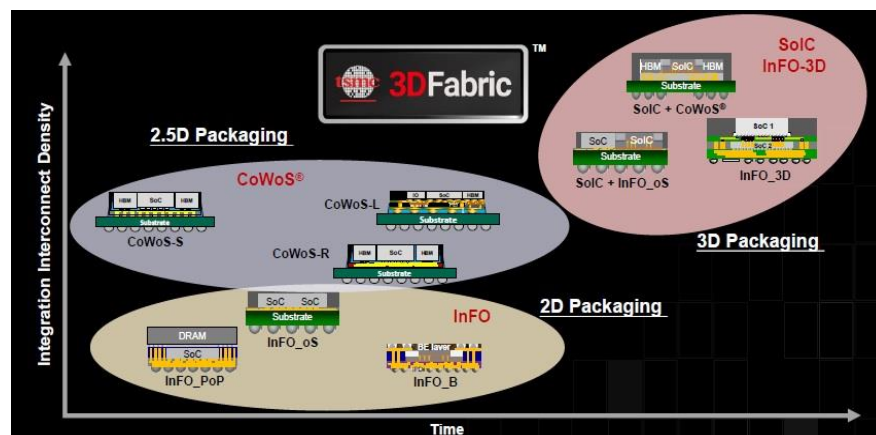 TM
tsmc 3DFabric
SoIC
InFO-3D
HBM SoIC HBM
Substrate
SoIC + CoWoS®
SoC 1
SoC 2
InFO_3D
SoC SoIC
Substrate
SoIC + InFO_oS
3D Packaging
2.5D Packaging
CoWoS®
HBM SoC HBM
Substrate
CoWoS-S
CoWoS-L
IO SoC HBM
Substrate
CoWoS-R
HBM SoC HBM
Substrate
2D Packaging
InFO
SoC SoC
Substrate
InFO_oS
DRAM
SoC
InFO_PoP
BE layer
InFO_B
Integration Interconnect Density
Time